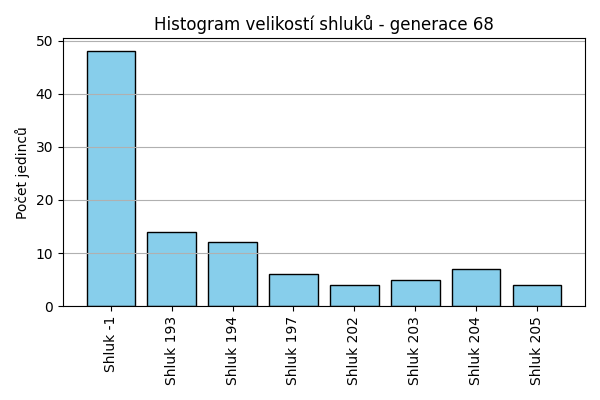 Histogram velikostí shluků - generace 68
Počet jedinců
50
40
30
20
10
0
Shluk -1
Shluk 193
Shluk 194
Shluk 197
Shluk 202
Shluk 203
Shluk 204
Shluk 205